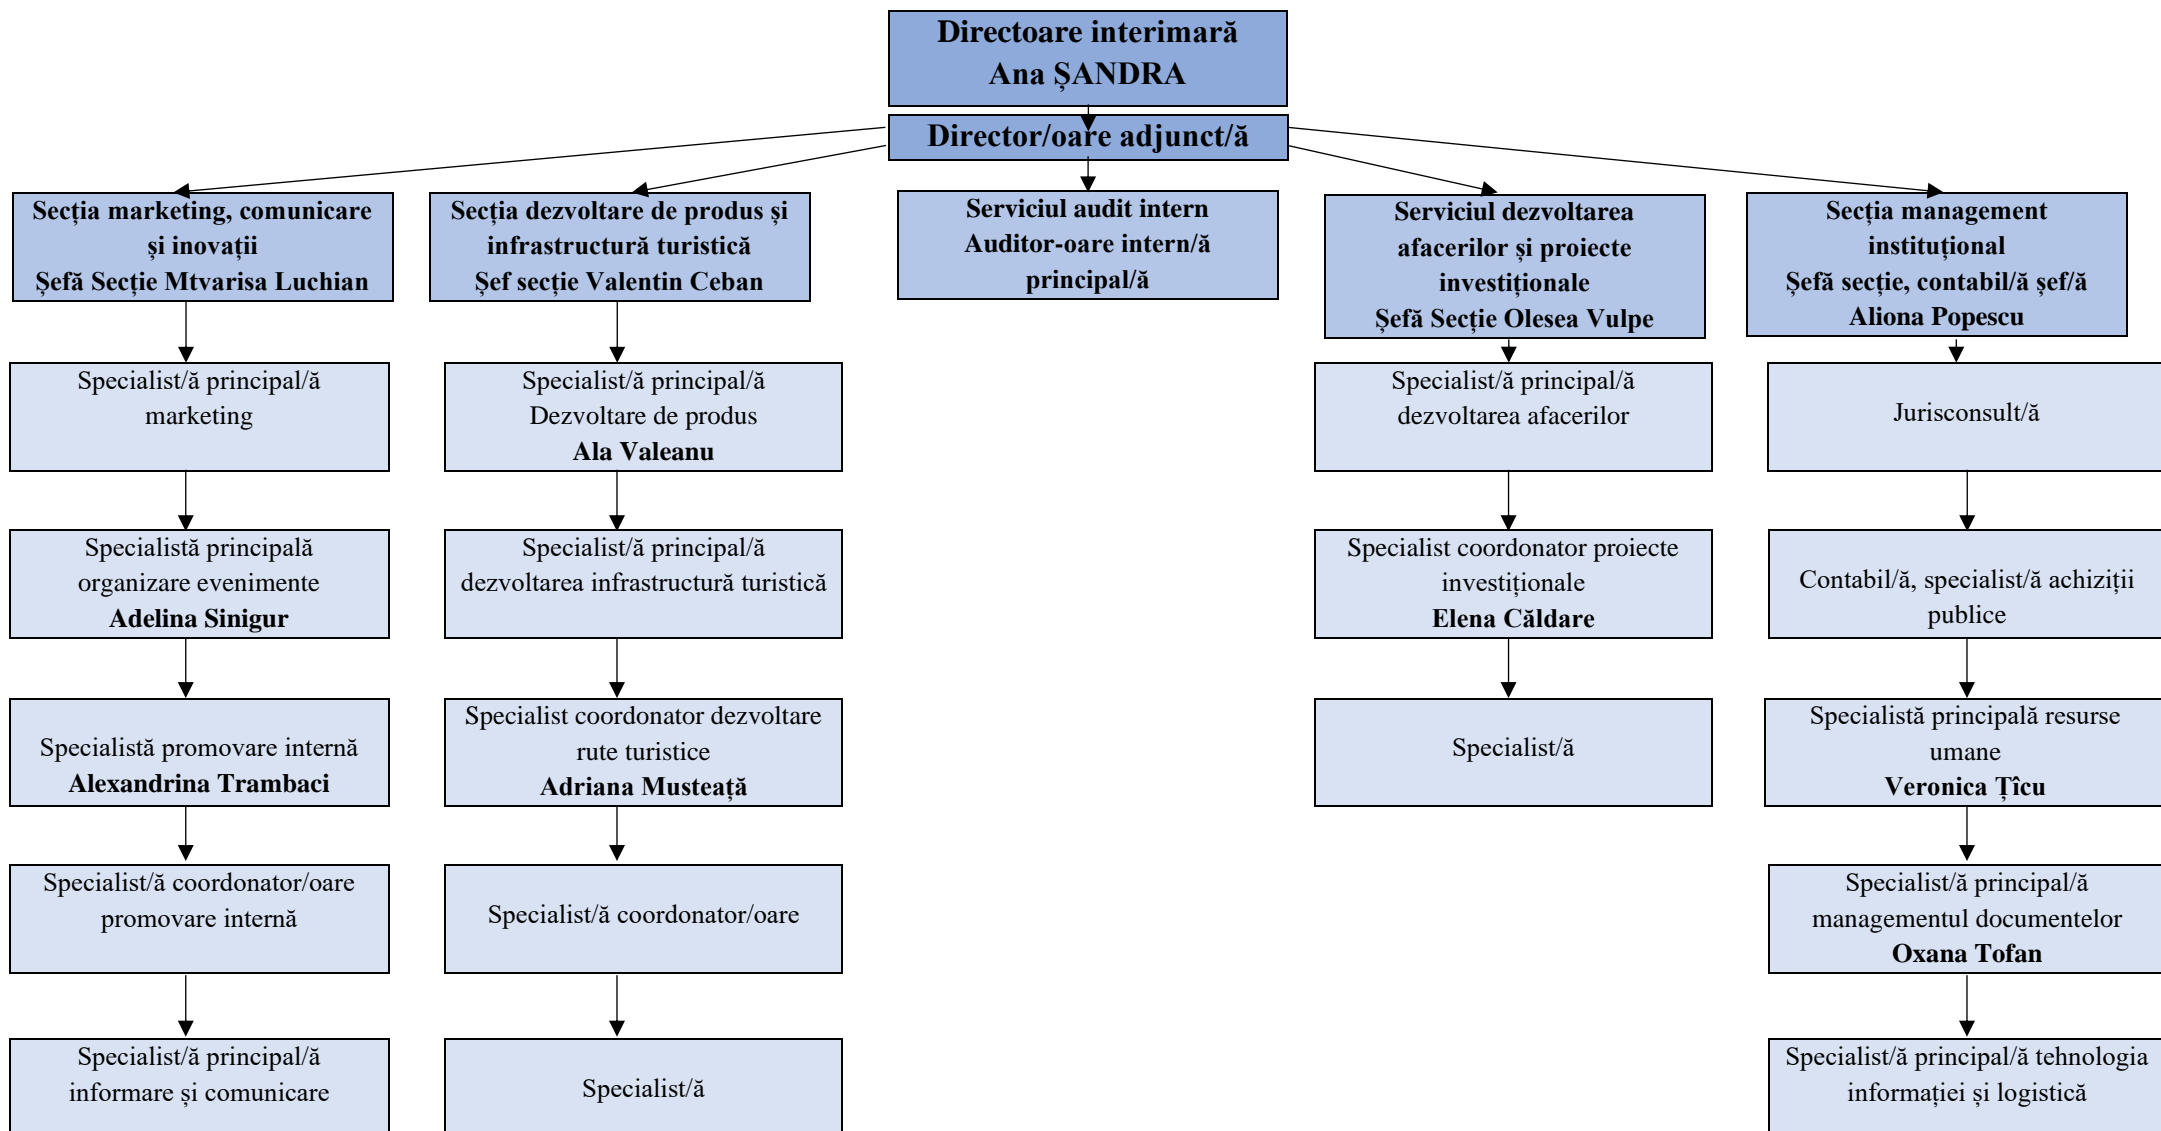 Directoare interimară
Ana ȘANDRA
Director/oare adjunct/ă
Secția marketing, comunicare
și inovații
Șefă Secție Mtvarisa Luchian
Secția dezvoltare de produs și
infrastructură turistică
Șef secție Valentin Ceban
Serviciul audit intern
Auditor-oare intern/ă
principal/ă
Serviciul dezvoltarea
afacerilor și proiecte
investiționale
Șefă Secție Olesea Vulpe
Secția management
instituțional
Șefă secție, contabil/ă șef/ă
Aliona Popescu
Specialist/ă principal/ă
marketing
Specialist/ă principal/ă
Dezvoltare de produs
Ala Valeanu
Specialist/ă principal/ă
dezvoltarea afacerilor
Jurisconsult/ă
Specialistă principală
organizare evenimente
Adelina Sinigur
Specialist/ă principal/ă
dezvoltarea infrastructură turistică
Specialist coordonator proiecte
investiționale
Elena Căldare
Contabil/ă, specialist/ă achiziții
publice
Specialistă promovare internă
Alexandrina Trambaci
Specialist coordonator dezvoltare
rute turistice
Adriana Musteață
Specialist/ă
Specialistă principală resurse
umane
Veronica Țîcu
Specialist/ă coordonator/oare
promovare internă
Specialist/ă coordonator/oare
Specialist/ă principal/ă
managementul documentelor
Oxana Tofan
Specialist/ă principal/ă
informare și comunicare
Specialist/ă
Specialist/ă principal/ă tehnologia
informației și logistică